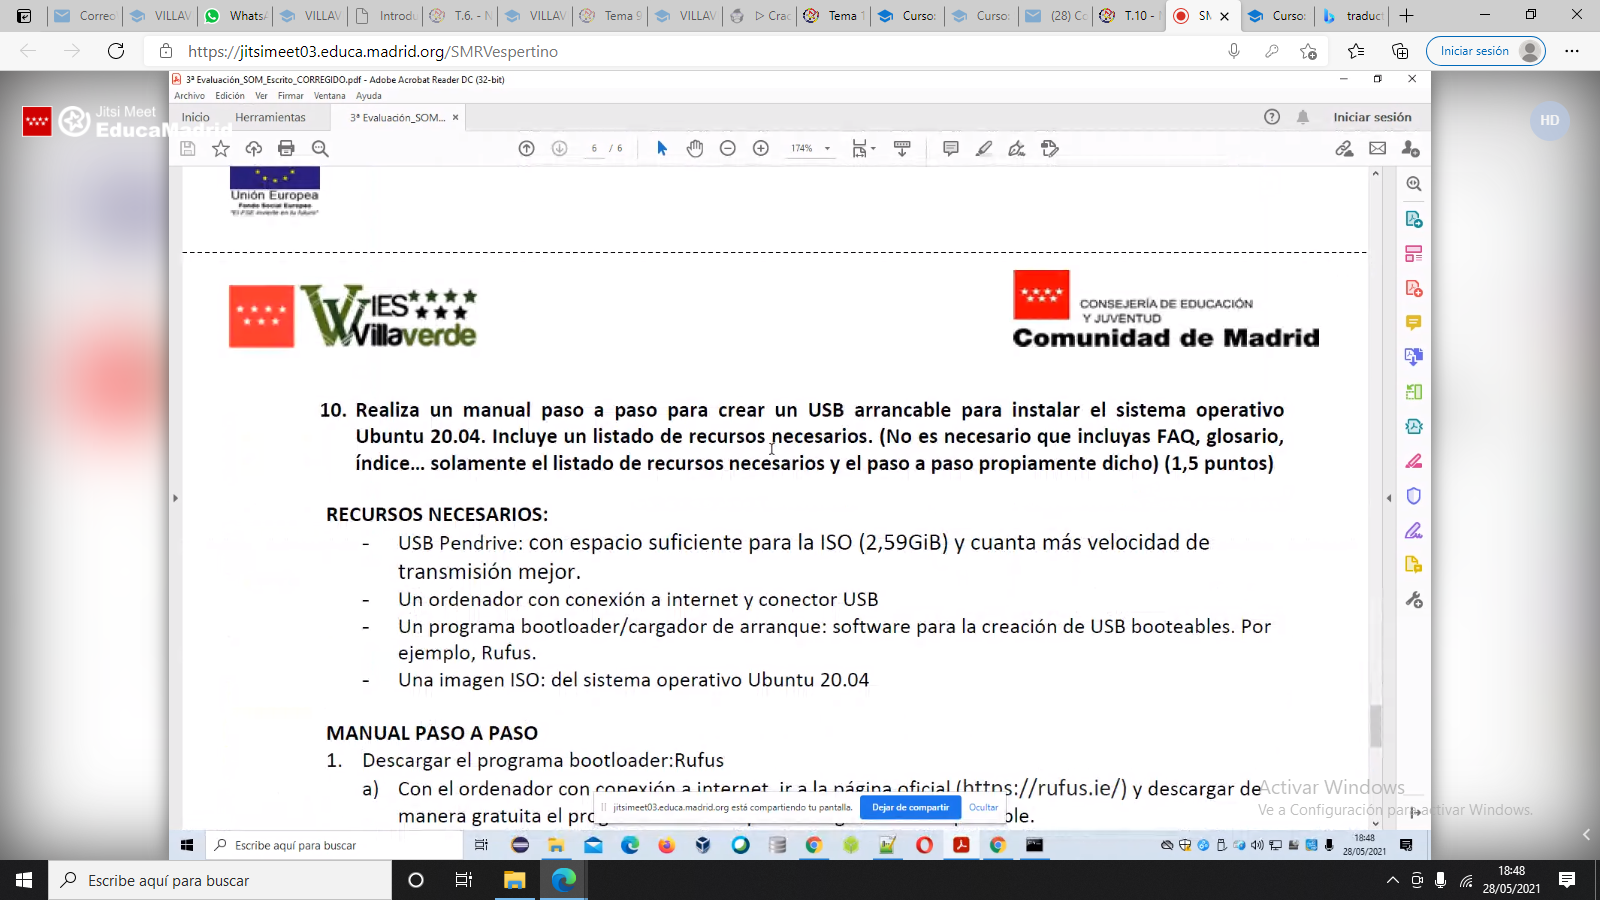 Correo
VILLAV
WhatsA
VILLAV
VILLAV
Introdu
T.6. - N
VILLAV
Tema 9
VILLAV
Crac
Tema 1
Curso:
Curso:
(28) Co
T.10 -
SM
Curso:
traduct
https://jitsimeet03.educa.madrid.org/SMRVespertino
Iniciar sesión
3ª Evaluación_SOM_Escrito_CORREGIDO.pdf - Adobe Acrobat Reader DC (32-bit)
Archivo Edición Ver Firmar Ventana Ayuda
Jitsi Meet
EducaMadrid
HD
Inicio Herramientas 3ª Evaluación_SOM... Iniciar sesión
6 / 6 174%
Unión Europea
Fondo Social Europeo
"El FSE invierte en tu futuro"
IES
Villaverde
CONSEJERÍA DE EDUCACIÓN
Y JUVENTUD
Comunidad de Madrid
10. Realiza un manual paso a paso para crear un USB arrancable para instalar el sistema operativo
Ubuntu 20.04. Incluye un listado de recursos necesarios. (No es necesario que incluyas FAQ, glosario,
índice... solamente el listado de recursos necesarios y el paso a paso propiamente dicho) (1,5 puntos)
RECURSOS NECESARIOS:
- USB Pendrive: con espacio suficiente para la ISO (2,59GiB) y cuanta más velocidad de
transmisión mejor.
- Un ordenador con conexión a internet y conector USB
- Un programa bootloader/cargador de arranque: software para la creación de USB booteables. Por
ejemplo, Rufus.
- Una imagen ISO: del sistema operativo Ubuntu 20.04
MANUAL PASO A PASO
1. Descargar el programa bootloader:Rufus
a) Con el ordenador con conexión a internet, ir a la página oficial (https://rufus.ie/) y descargar de
manera gratuita el
jitsimeet03.educa.madrid.org está compartiendo tu pantalla. Dejar de compartir Ocultar
Activar Windows
Ve a Configuración para activar Windows.
Escribe aquí para buscar
18:48
28/05/2021
Escribe aquí para buscar
18:48
28/05/2021